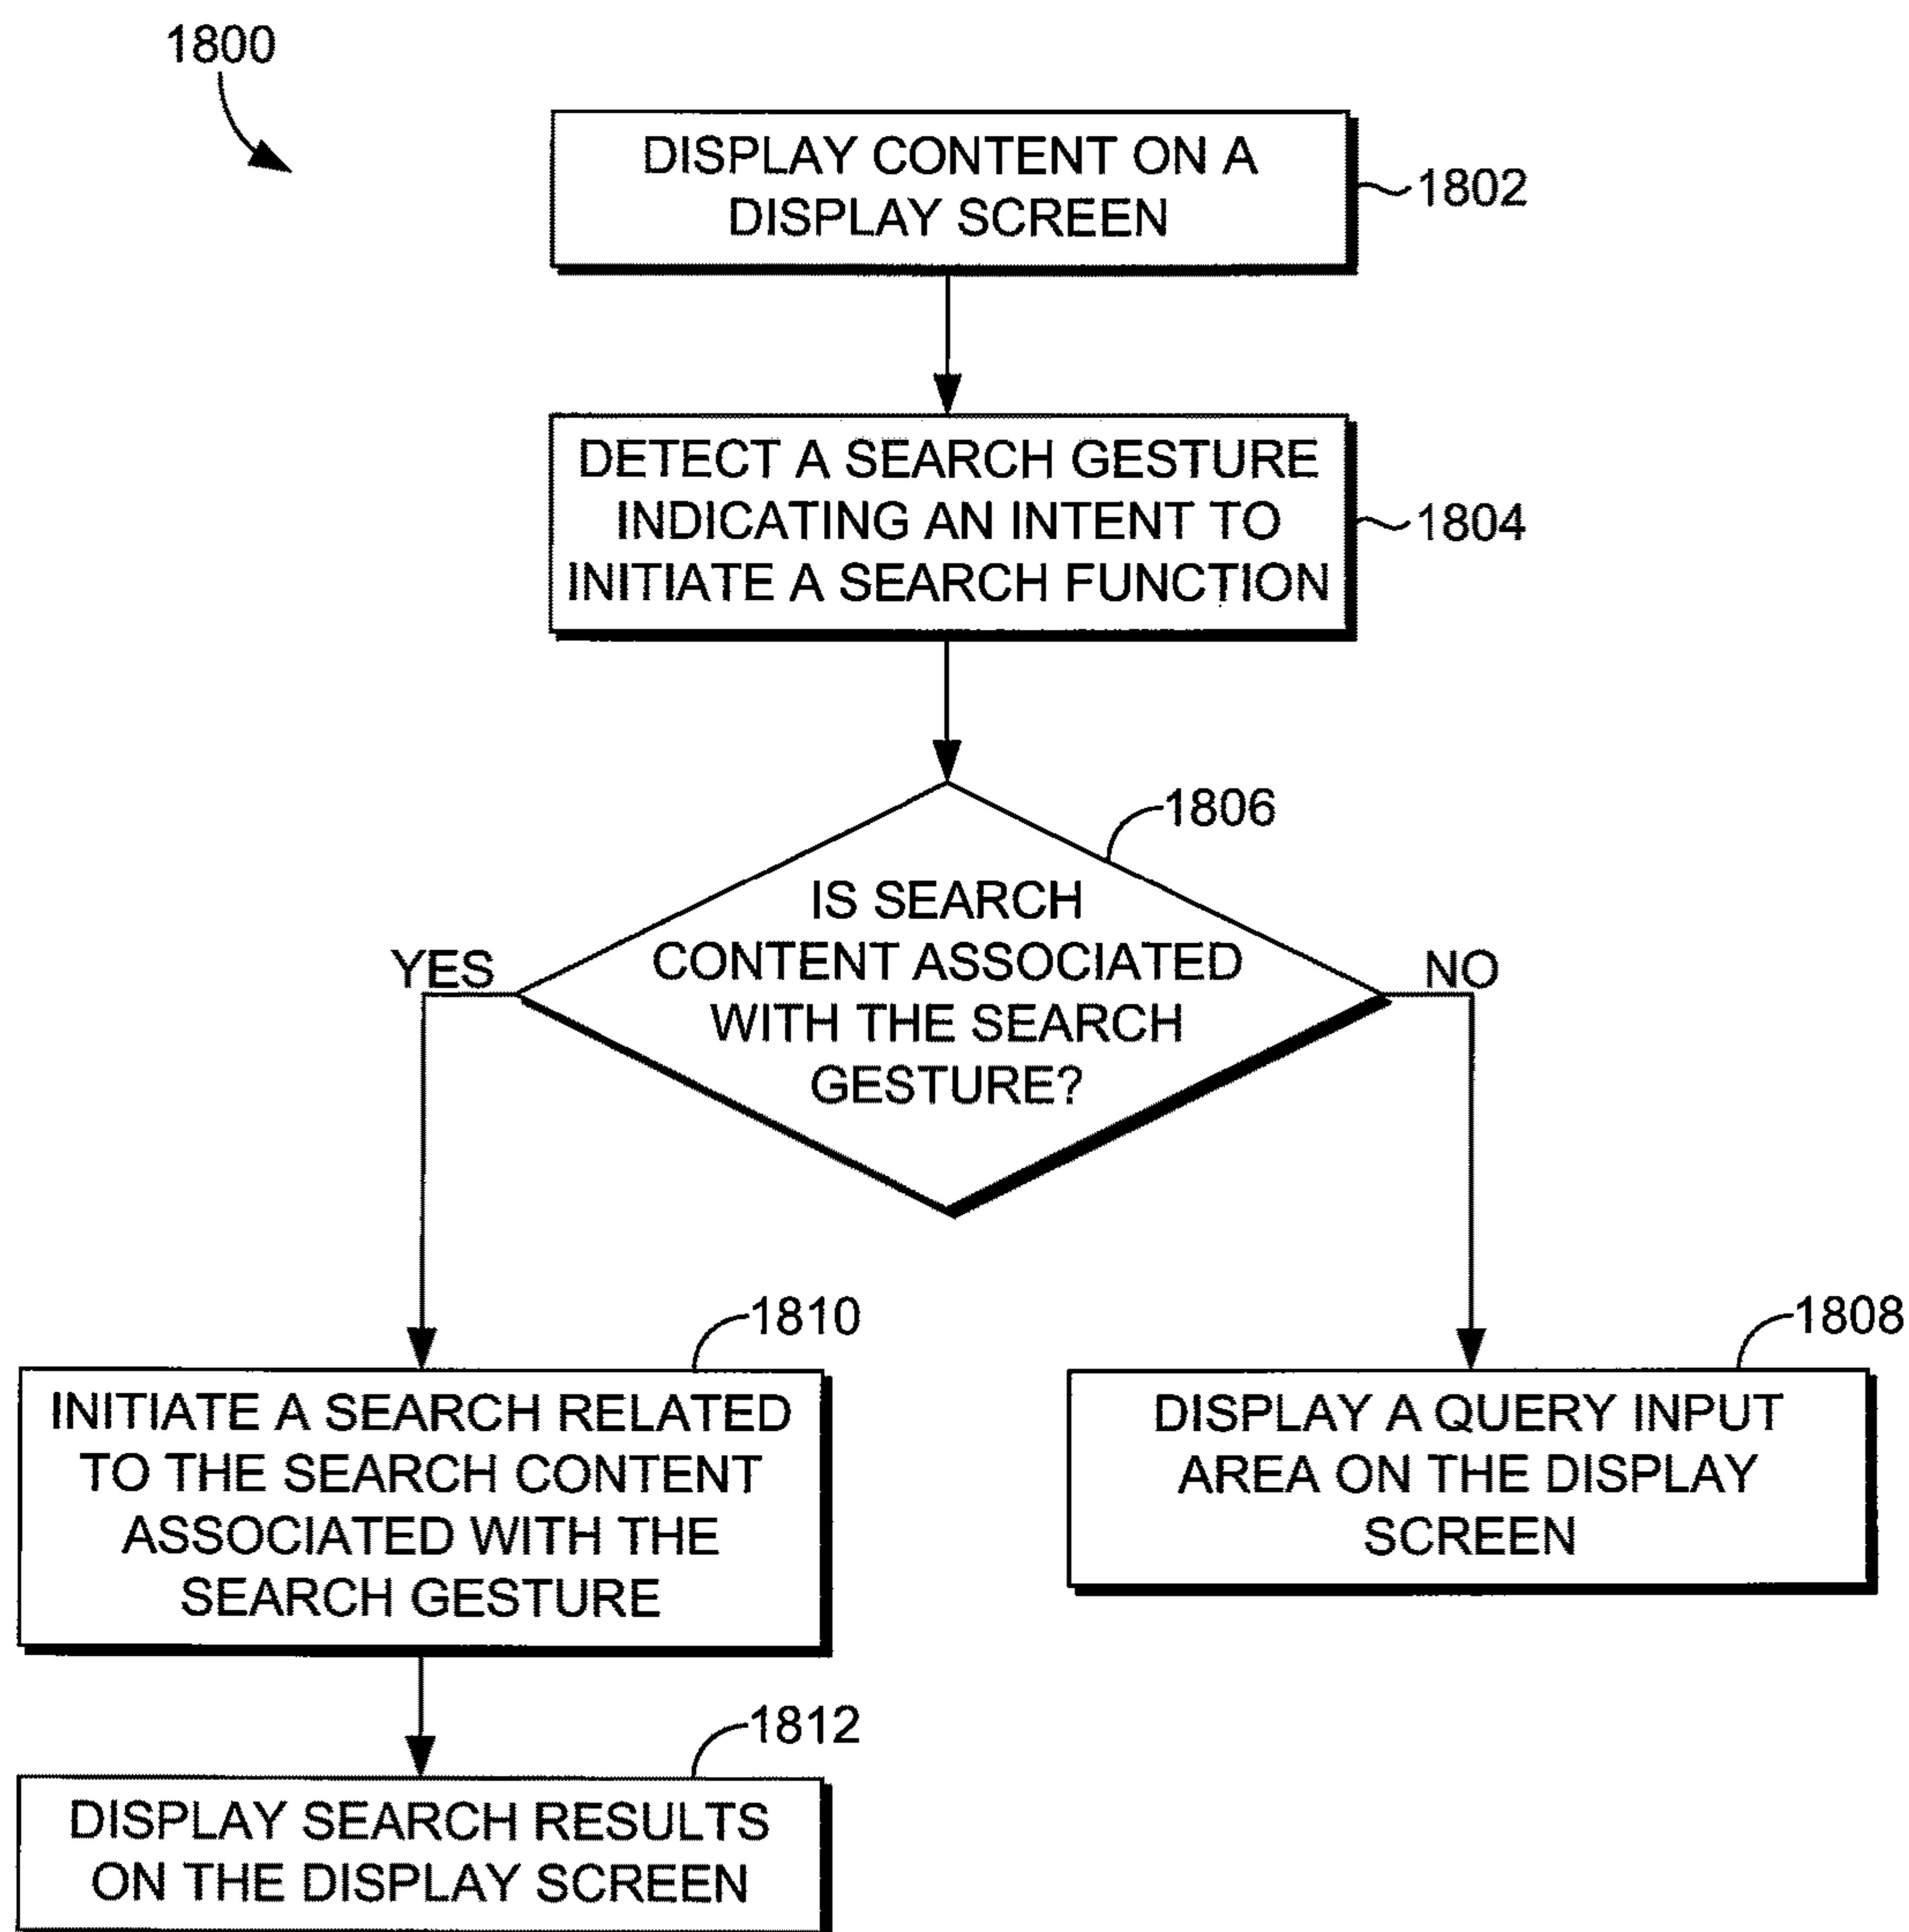 1800
DISPLAY CONTENT ON A
DISPLAY SCREEN
1802
DETECT A SEARCH GESTURE
INDICATING AN INTENT TO
INITIATE A SEARCH FUNCTION
1804
1806
IS SEARCH
CONTENT ASSOCIATED
WITH THE SEARCH
GESTURE?
YES
NO
1810
INITIATE A SEARCH RELATED
TO THE SEARCH CONTENT
ASSOCIATED WITH THE
SEARCH GESTURE
1808
DISPLAY A QUERY INPUT
AREA ON THE DISPLAY
SCREEN
1812
DISPLAY SEARCH RESULTS
ON THE DISPLAY SCREEN